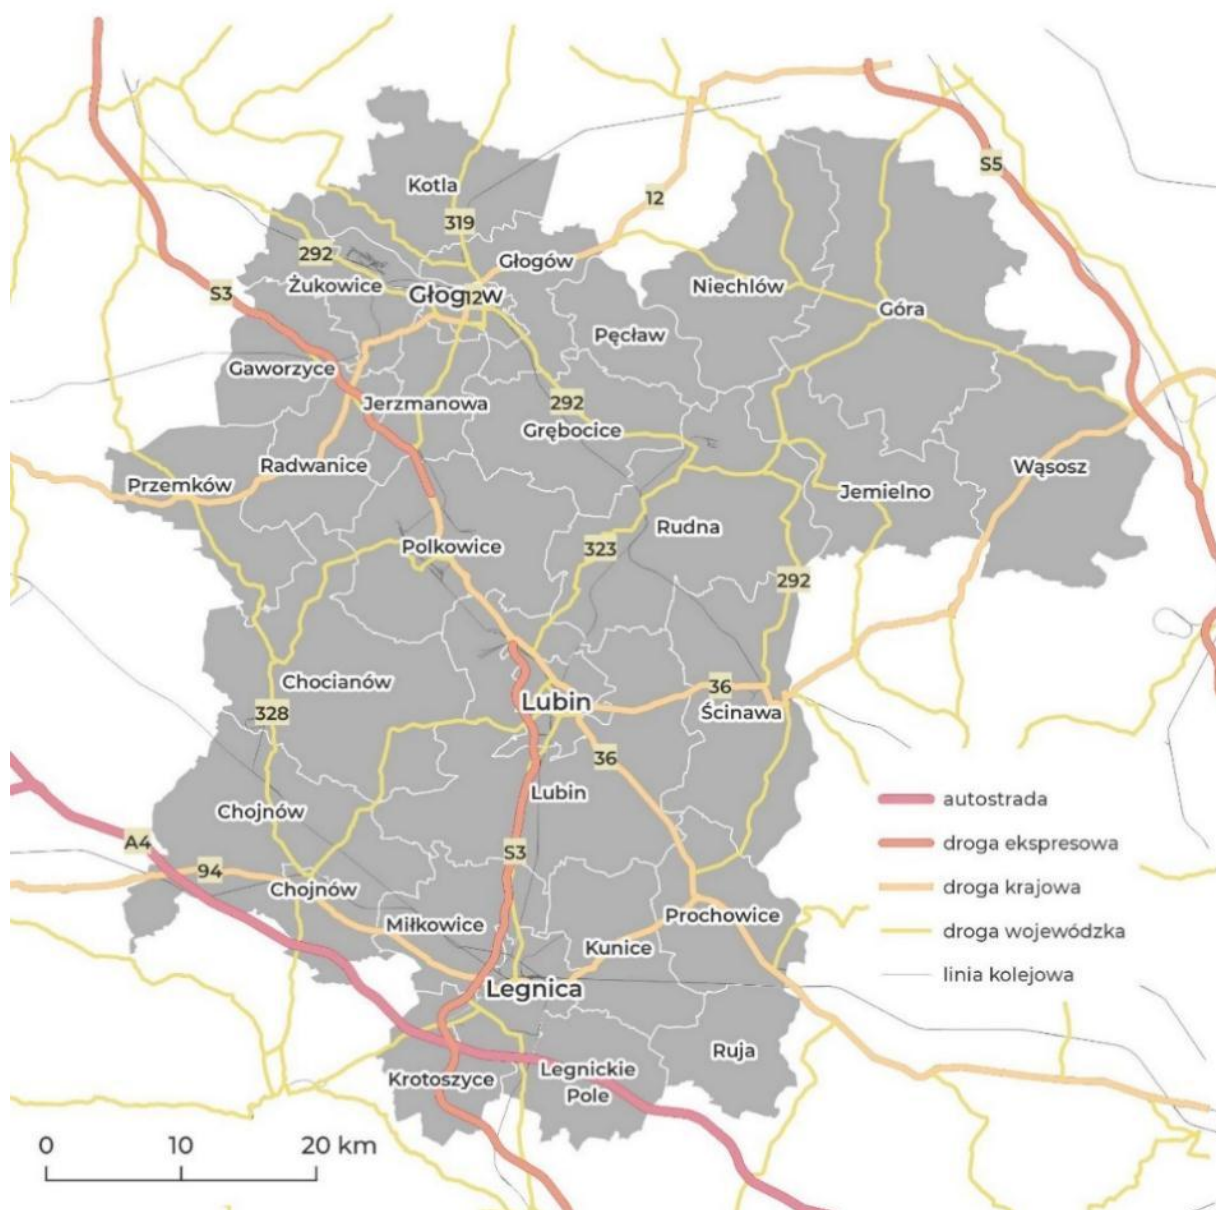 S5
Kotla
12
319
292
Głogów
Żukowice
S3
Głogów
12
Niechlów
Góra
Pęcław
Gaworzyce
Jerzmanowa
292
Grębocice
Radwanice
Wąsosz
Przemków
Jemielno
Rudna
Polkowice
323
292
Chocianów
36
Lubin
328
Ścinawa
36
Lubin
autostrada
Chojnów
A4
droga ekspresowa
S3
94
Chojnów
droga krajowa
Prochowice
Miłkowice
droga wojewódzka
Kunice
linia kolejowa
Legnica
Ruja
Legnickie
Pole
Krotoszyce
0 10 20 km